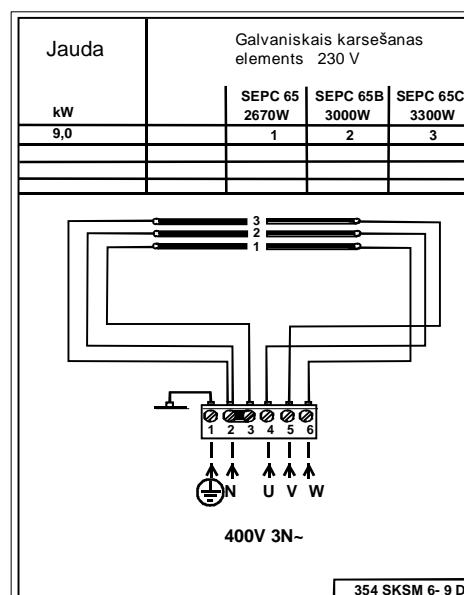 Jauda
Galvaniskais karsešanas
elements 230 V
SEPC 65 SEPC 65B SEPC 65C
kW 2670W 3000W 3300W
9,0 1 2 3
3
2
1
1 2 3 4 5 6
N U V W
400V 3N~
354 SKSM 6- 9 D